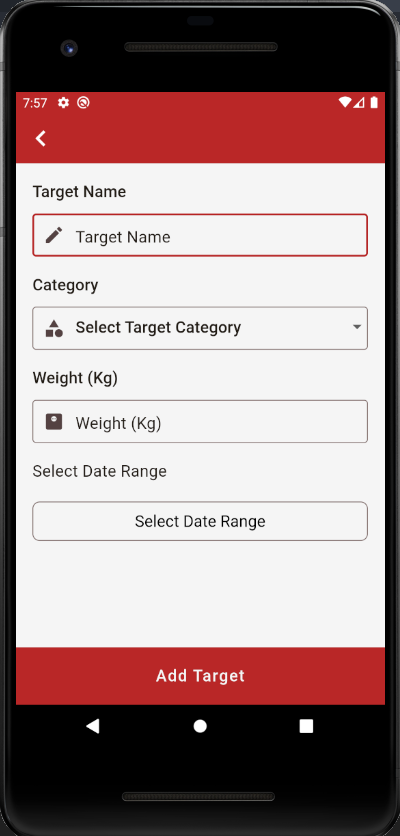 7:57
Target Name
Target Name
Category
Select Target Category
Weight (Kg)
Weight (Kg)
Select Date Range
Select Date Range
Add Target